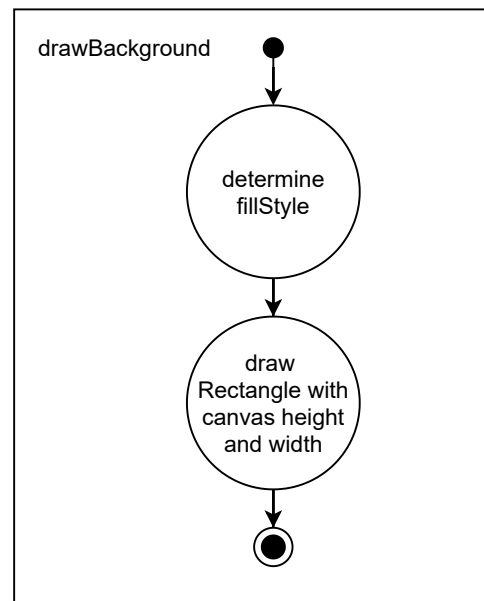 drawBackground
determine
fillStyle
draw
Rectangle with
canvas height
and width